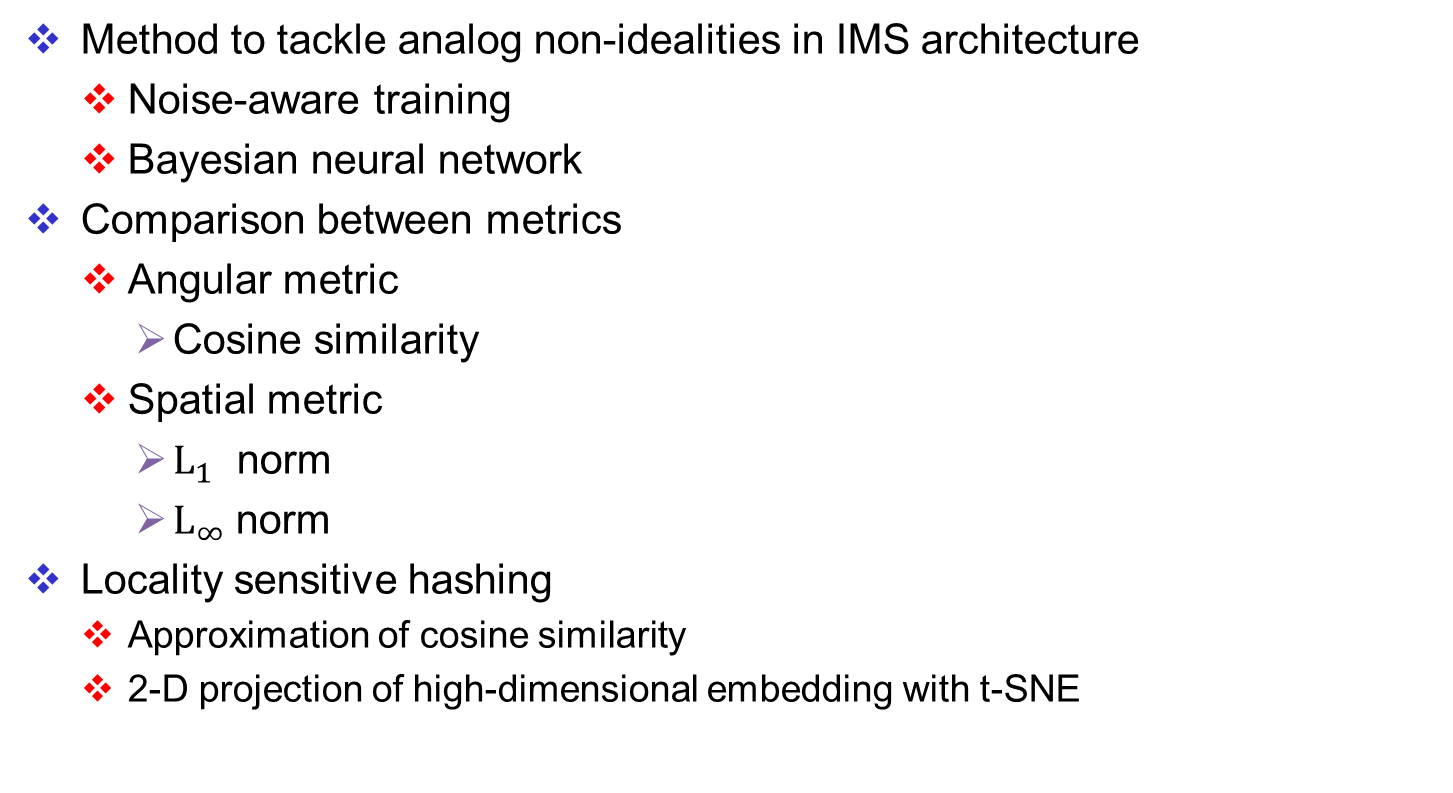 ❖ Method to tackle analog non-idealities in IMS architecture
❖ Noise-aware training
❖ Bayesian neural network
❖ Comparison between metrics
❖ Angular metric
➢ Cosine similarity
❖ Spatial metric
➢ L₁ norm
➢ L∞ norm
❖ Locality sensitive hashing
❖ Approximation of cosine similarity
❖ 2-D projection of high-dimensional embedding with t-SNE